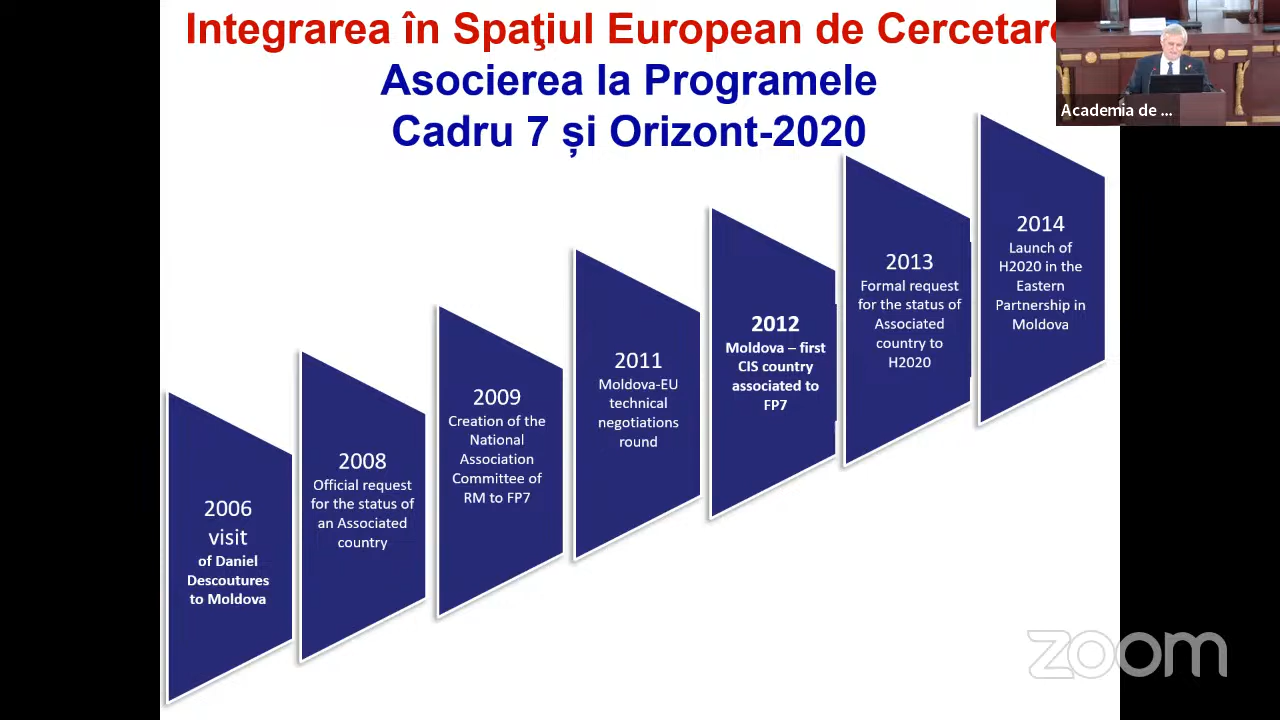 Integrarea în Spaţiul European de Cercetare
Asocierea la Programele
Cadru 7 și Orizont-2020
Academia de ...
2006
visit
of Daniel
Descoutures
to Moldova
2008
Official request
for the status of
an Associated
country
2009
Creation of the
National
Association
Committee of
RM to FP7
2011
Moldova-EU
technical
negotiations
round
2012
Moldova – first
CIS country
associated to
FP7
2013
Formal request
for the status of
Associated
country to
H2020
2014
Launch of
H2020 in the
Eastern
Partnership in
Moldova
zoom